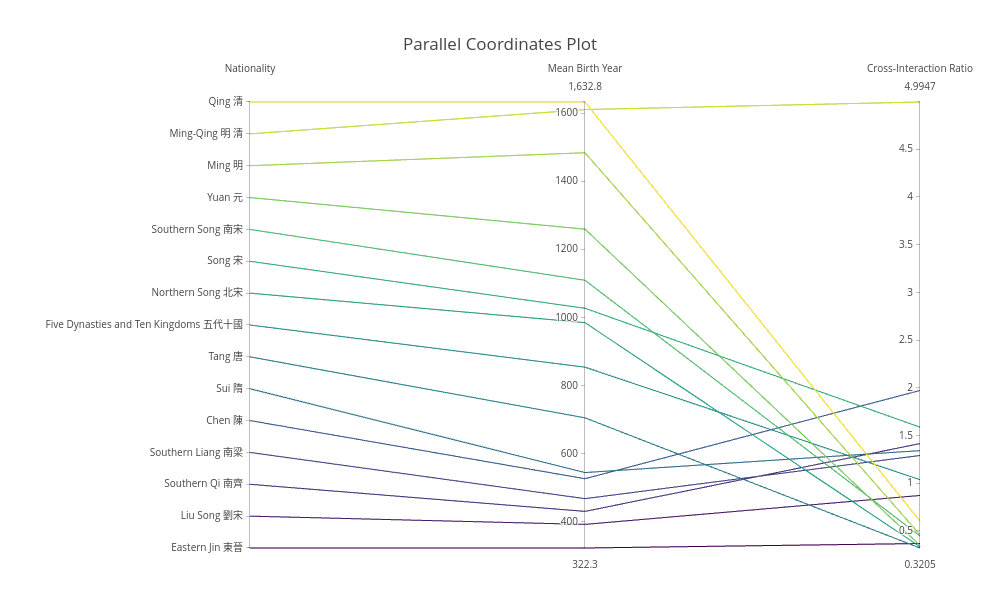 Parallel Coordinates Plot
Nationality
Mean Birth Year
Cross-Interaction Ratio
1,632.8
4.9947
Qing 清
Ming-Qing 明清
Ming 明
Yuan 元
Southern Song 南宋
Song 宋
Northern Song 北宋
Five Dynasties and Ten Kingdoms 五代十國
Tang 唐
Sui 隋
Chen 陳
Southern Liang 南梁
Southern Qi 南齊
Liu Song 劉宋
Eastern Jin 東晉
1600
1400
1200
1000
800
600
400
322.3
4.5
4
3.5
3
2.5
2
1.5
1
0.5
0.3205